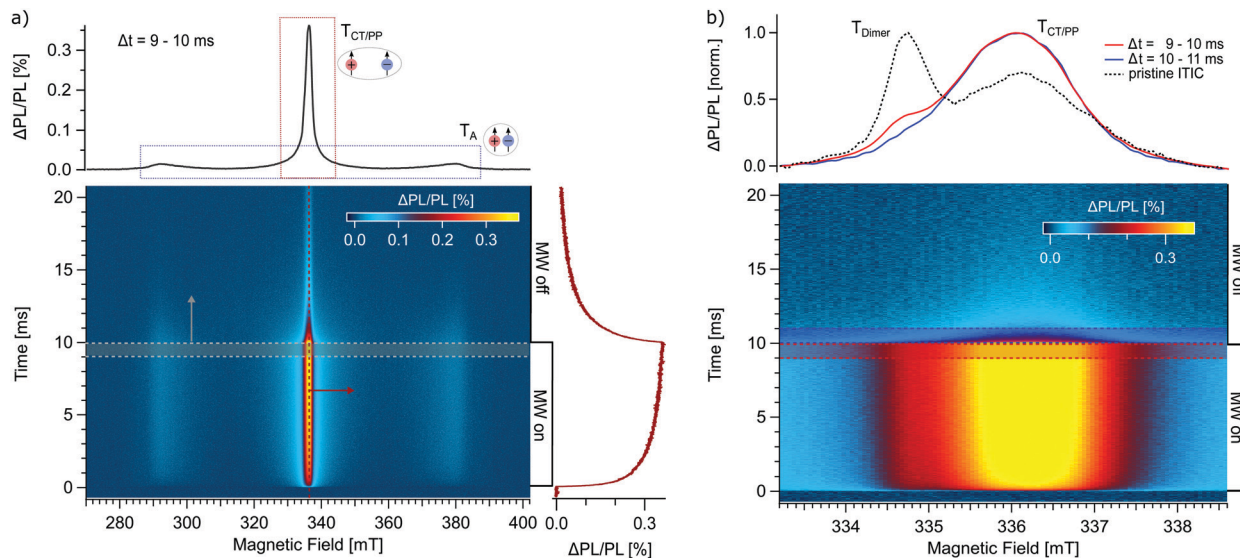 a)
Δt = 9 - 10 ms
T_CT/PP
+ −
T_A
+ −
ΔPL/PL [%]
0.3
0.2
0.1
0.0
ΔPL/PL [%]
0.0 0.1 0.2 0.3
Time [ms]
20
15
10
5
0
280 300 320 340 360 380 400
Magnetic Field [mT]
MW off
MW on
0.0 0.3
ΔPL/PL [%]
b)
T_Dimer
T_CT/PP
Δt = 9 - 10 ms
Δt = 10 - 11 ms
pristine ITIC
ΔPL/PL [norm.]
1.0
0.5
0.0
ΔPL/PL [%]
0.0 0.3
Time [ms]
20
15
10
5
0
334 335 336 337 338
Magnetic Field [mT]
MW off
MW on